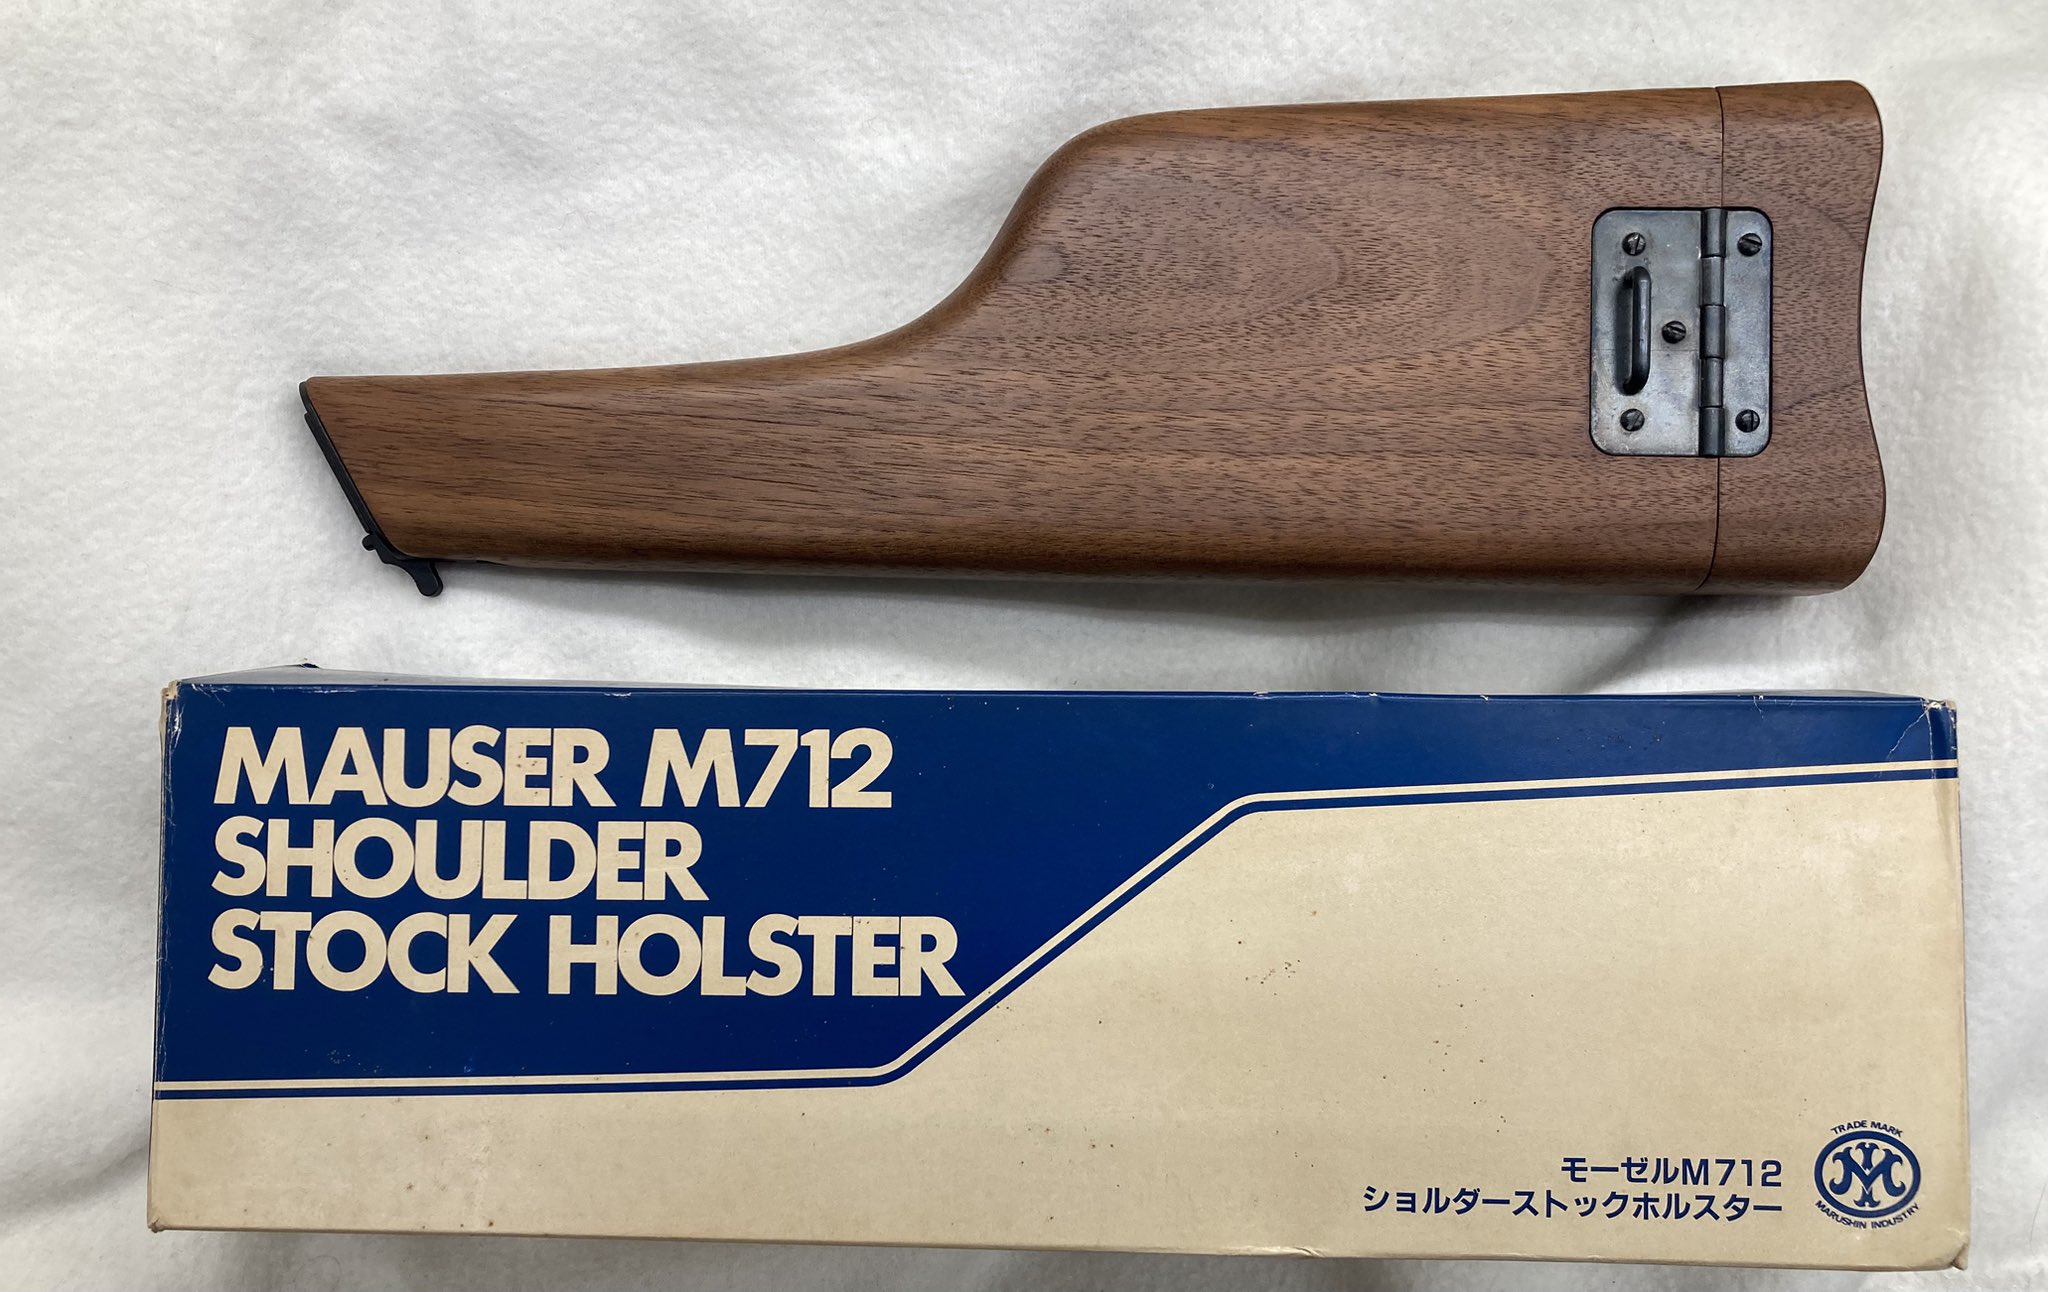 MAUSER M712
SHOULDER
STOCK HOLSTER
モーゼルM712
ショルダーストックホルスター
TRADE MARK
M
MARUSHIN INDUSTRY